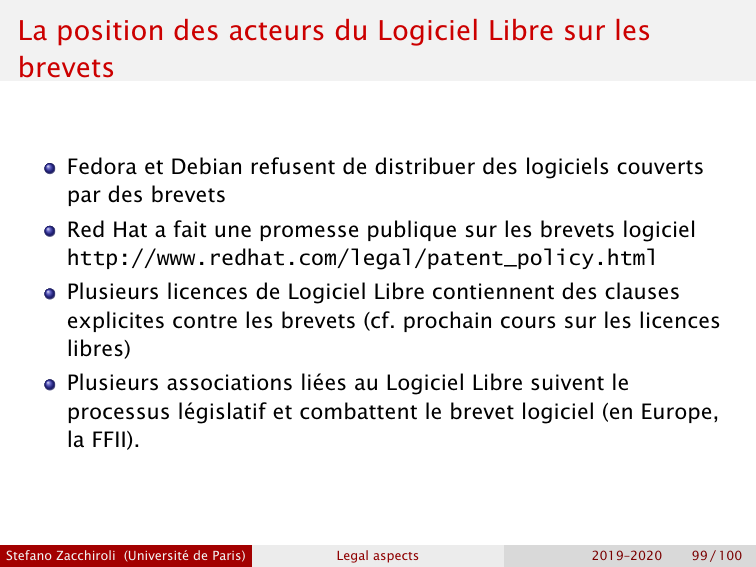 La position des acteurs du Logiciel Libre sur les
brevets
Fedora et Debian refusent de distribuer des logiciels couverts
par des brevets
Red Hat a fait une promesse publique sur les brevets logiciel
http://www.redhat.com/legal/patent_policy.html
Plusieurs licences de Logiciel Libre contiennent des clauses
explicites contre les brevets (cf. prochain cours sur les licences
libres)
Plusieurs associations liées au Logiciel Libre suivent le
processus législatif et combattent le brevet logiciel (en Europe,
la FFII).
Stefano Zacchiroli (Université de Paris) Legal aspects 2019–2020 99 / 100